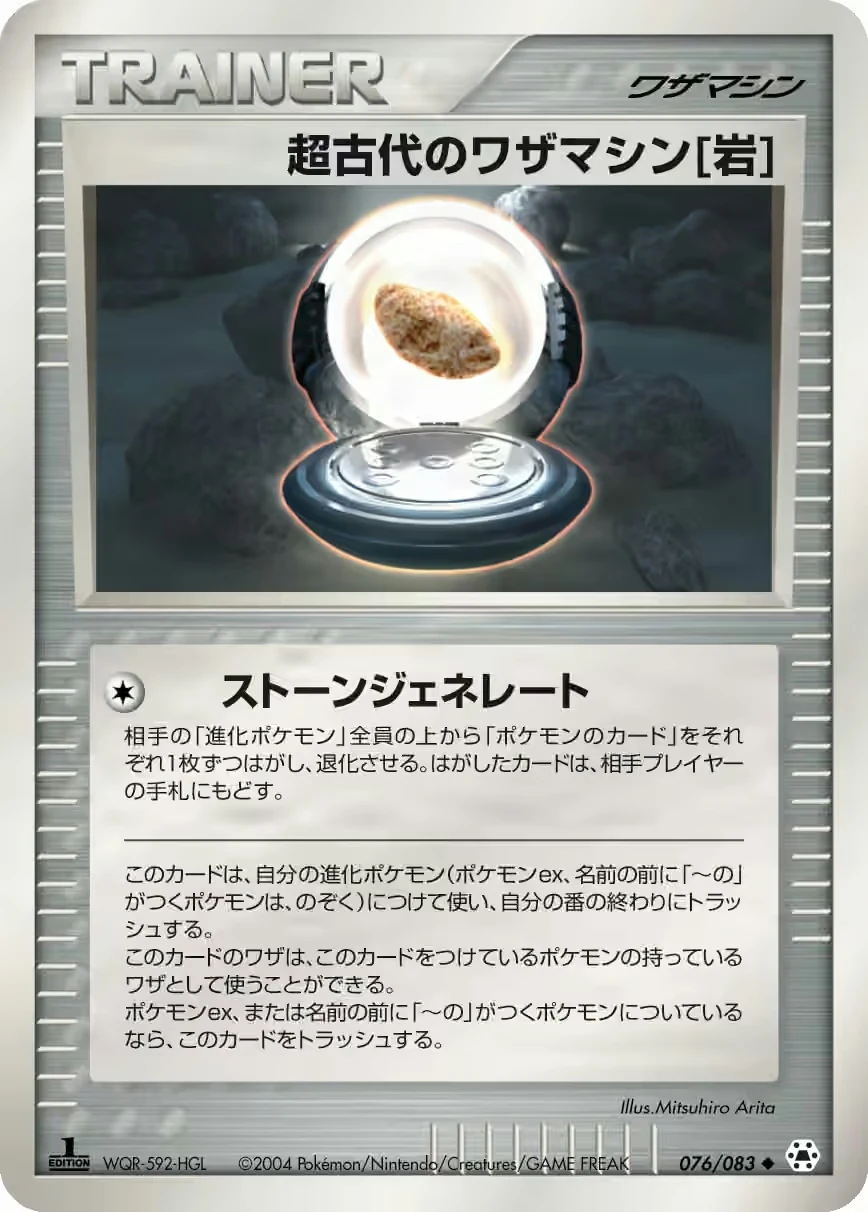 TRAINER
ワザマシン
超古代のワザマシン[岩]
ストーンジェネレート
相手の「進化ポケモン」全員の上から「ポケモンのカード」をそれ
ぞれ1枚ずつはがし、退化させる。はがしたカードは、相手プレイヤー
の手札にもどす。
このカードは、自分の進化ポケモン(ポケモンex、名前の前に「〜の」
がつくポケモンは、のぞく)につけて使い、自分の番の終わりにトラッ
シュする。
このカードのワザは、このカードをつけているポケモンの持っている
ワザとして使うことができる。
ポケモンex、または名前の前に「〜の」がつくポケモンについている
なら、このカードをトラッシュする。
Illus.Mitsuhiro Arita
1 EDITION WQR-592-HGL ©2004 Pokémon/Nintendo/Creatures/GAME FREAK 076/083